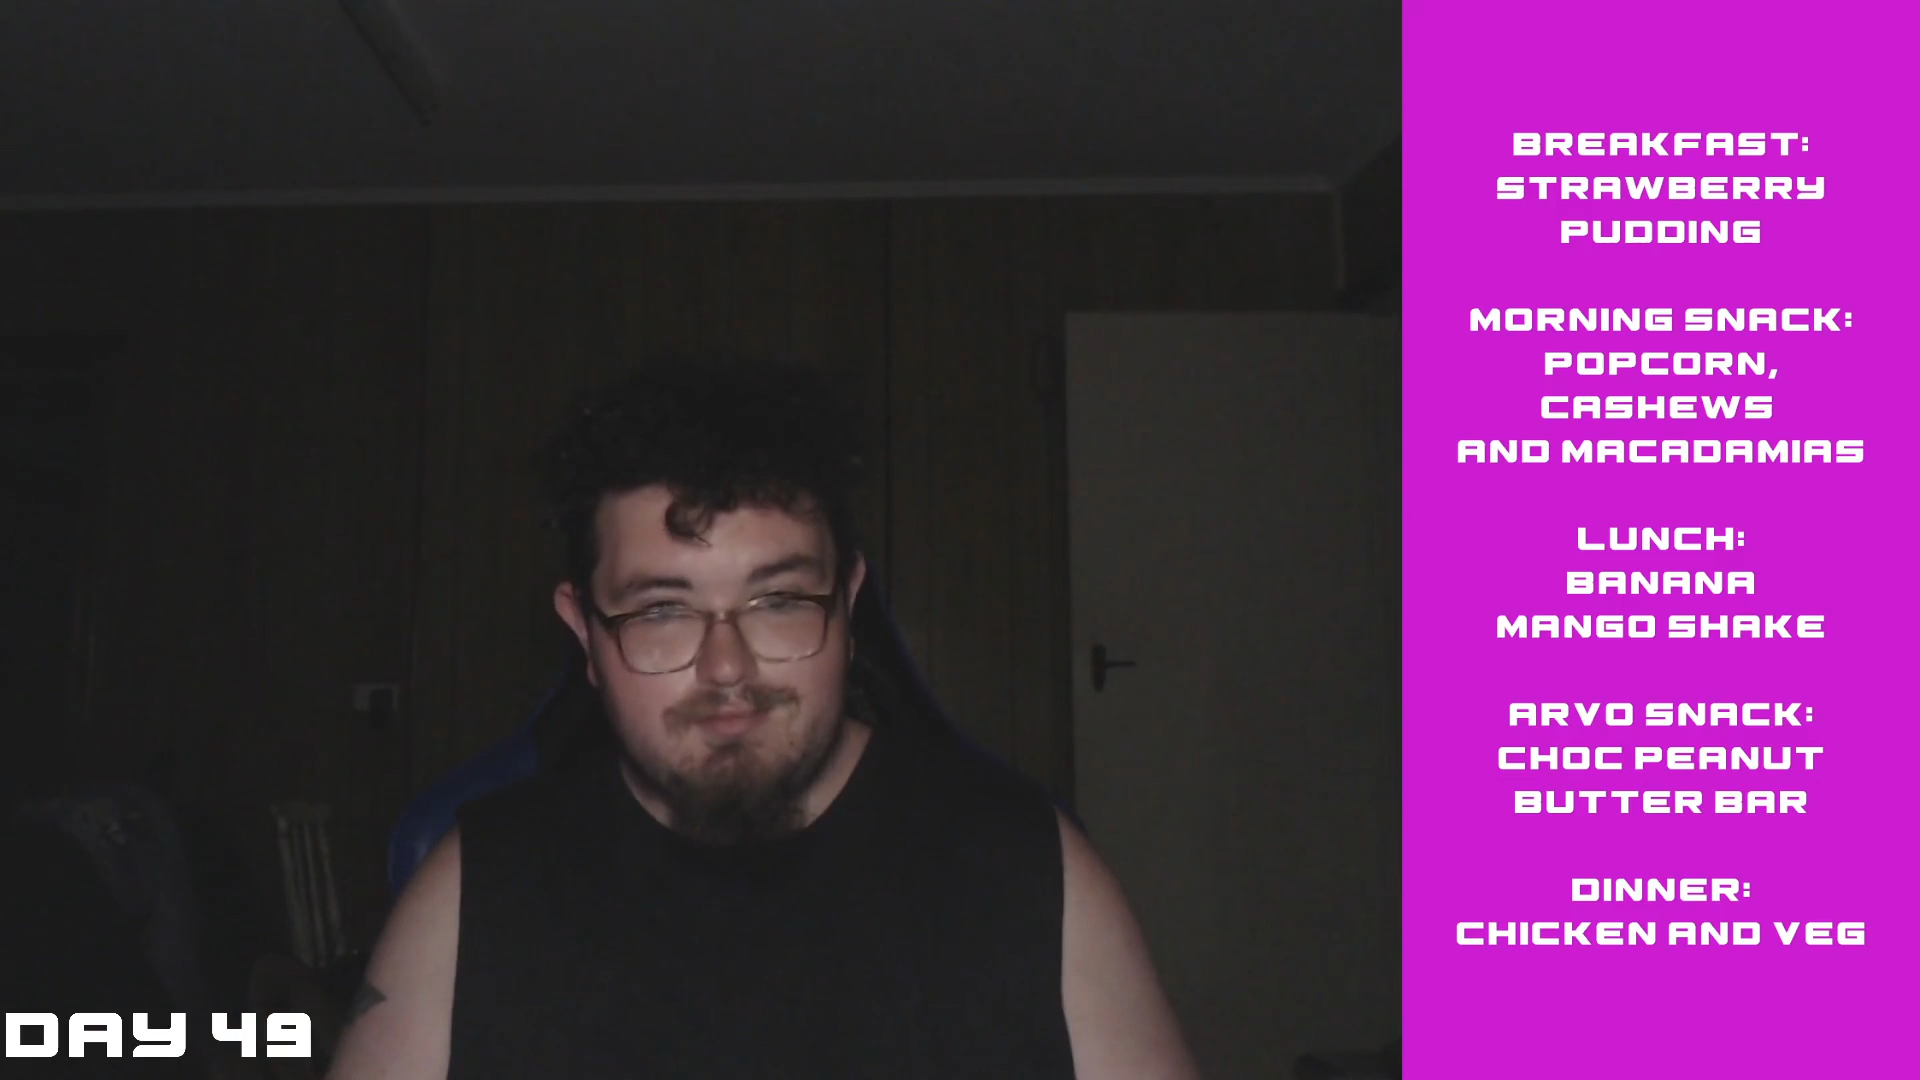 BREAKFAST:
STRAWBERRY
PUDDING
MORNING SNACK:
POPCORN,
CASHEWS
AND MACADAMIAS
LUNCH:
BANANA
MANGO SHAKE
ARVO SNACK:
CHOC PEANUT
BUTTER BAR
DINNER:
CHICKEN AND VEG
DAY 49